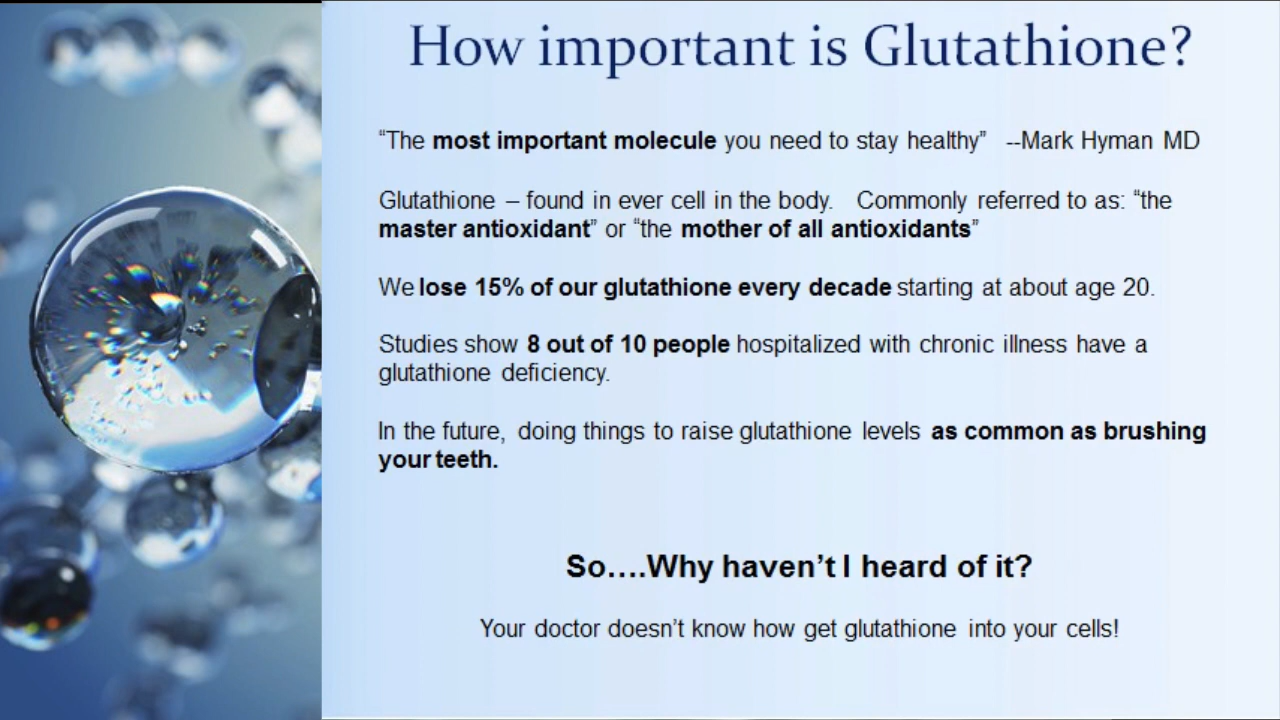 How important is Glutathione?
“The most important molecule you need to stay healthy” --Mark Hyman MD
Glutathione – found in ever cell in the body. Commonly referred to as: “the
master antioxidant” or “the mother of all antioxidants”
We lose 15% of our glutathione every decade starting at about age 20.
Studies show 8 out of 10 people hospitalized with chronic illness have a
glutathione deficiency.
In the future, doing things to raise glutathione levels as common as brushing
your teeth.
So….Why haven’t I heard of it?
Your doctor doesn’t know how get glutathione into your cells!